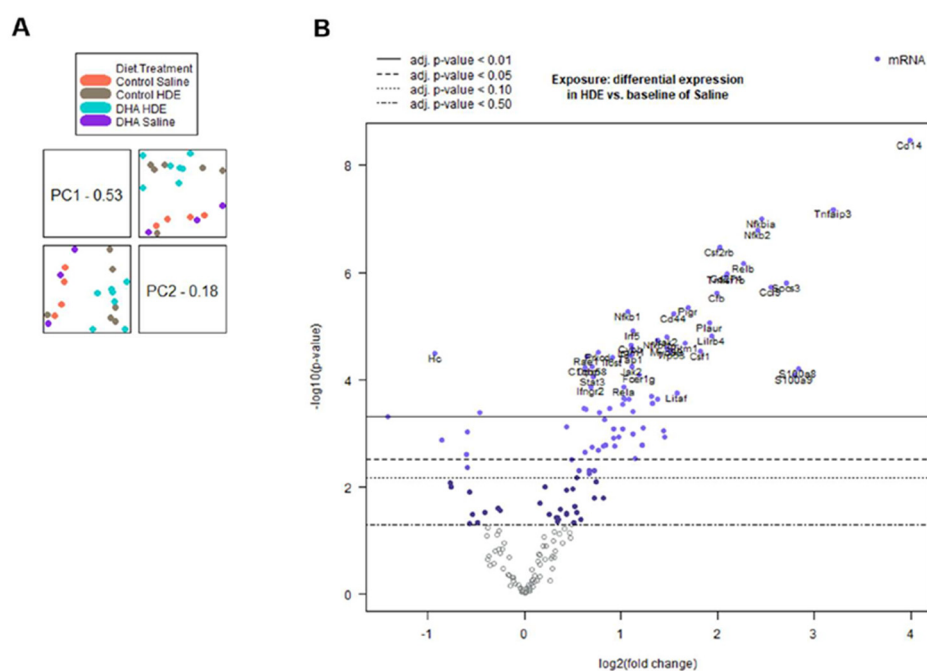 A
B
Diet.Treatment
Control Saline
Control HDE
DHA HDE
DHA Saline
PC1 - 0.53
PC2 - 0.18
adj. p-value < 0.01
adj. p-value < 0.05
adj. p-value < 0.10
adj. p-value < 0.50
Exposure: differential expression
in HDE vs. baseline of Saline
mRNA
Cd14
Tnfaip3
Nfkbia
Nfkb2
Csf2rb
Relb
Socs3
Ccl9
Cfb
Pigr
Nfkb1
Cd44
Plaur
Irf5
Lilrb4
Csf1
Hc
Tap1
Jak2
S100a8
S100a9
Fcer1g
Stat3
Ifngr2
Rela
Litaf
8
6
4
2
0
-log10(p-value)
-1
0
1
2
3
4
log2(fold change)